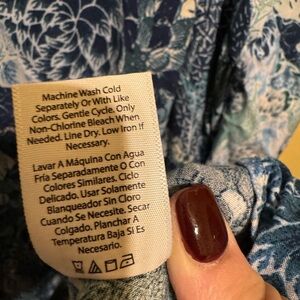 Machine Wash Cold
Separately Or With Like
Colors. Gentle Cycle. Only
Non-Chlorine Bleach When
Needed. Line Dry. Low Iron If
Necessary.
Lavar A Máquina Con Agua
Fría Separadamente O Con
Colores Similares. Ciclo
Delicado. Usar Solamente
Blanqueador Sin Cloro
Cuando Se Necesite. Secar
Colgado. Planchar A
Temperatura Baja Si Es
Necesario.